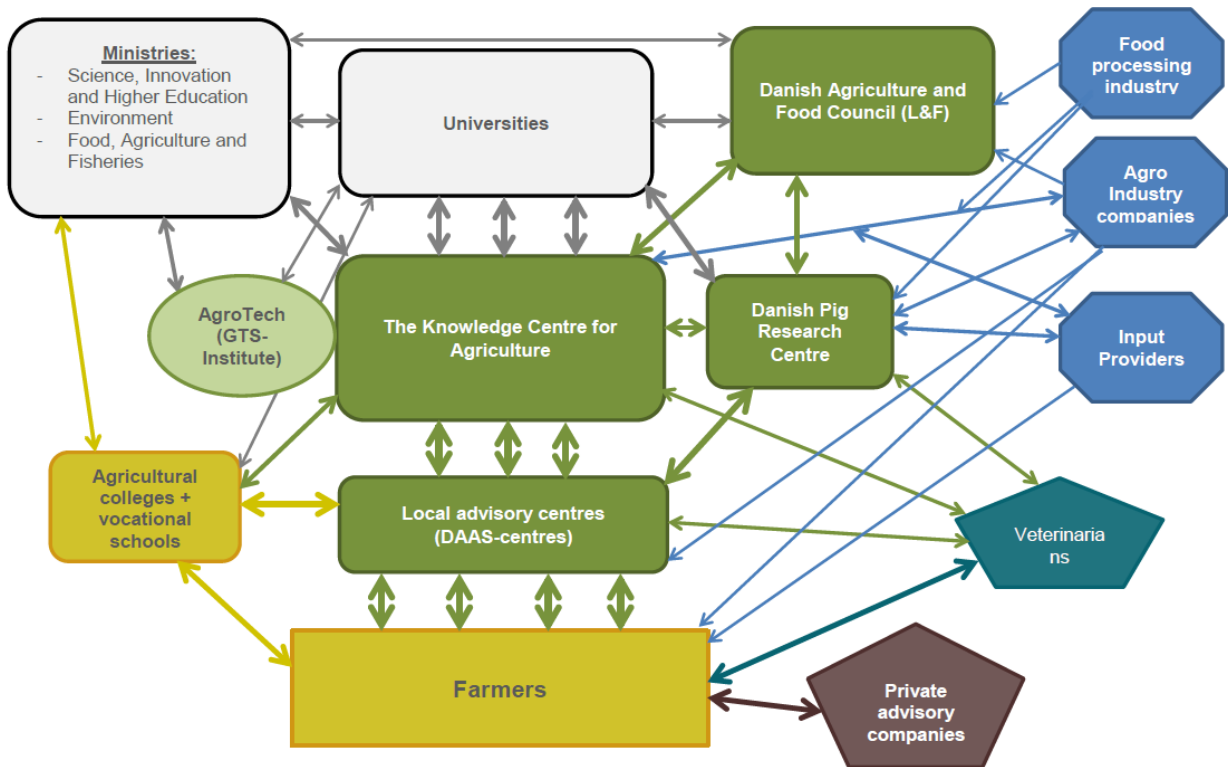 Ministries:
- Science, Innovation
and Higher Education
- Environment
- Food, Agriculture and
Fisheries
Universities
Danish Agriculture and
Food Council (L&F)
Food
processing
industry
Agro
Industry
companies
AgroTech
(GTS-
Institute)
The Knowledge Centre for
Agriculture
Danish Pig
Research
Centre
Input
Providers
Agricultural
colleges +
vocational
schools
Local advisory centres
(DAAS-centres)
Veterinaria
ns
Farmers
Private
advisory
companies